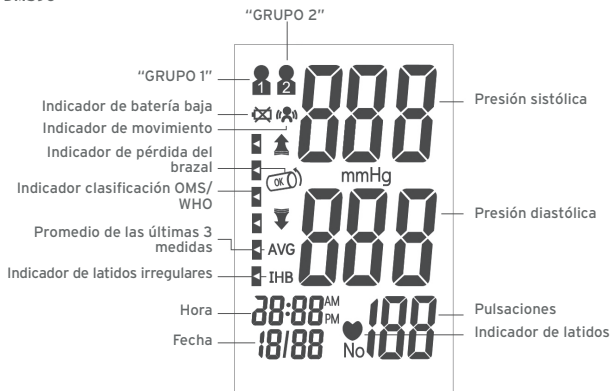 “GRUPO 2”
“GRUPO 1”
1 2
888
Presión sistólica
Indicador de batería baja
Indicador de movimiento
Indicador de pérdida del
brazal
OK
mmHg
Indicador clasificación OMS/
WHO
888
Presión diastólica
Promedio de las últimas 3
medidas
AVG
Indicador de latidos irregulares
IHB
Hora
28:88 AM
PM
188
Pulsaciones
Indicador de latidos
Fecha
18/88
No